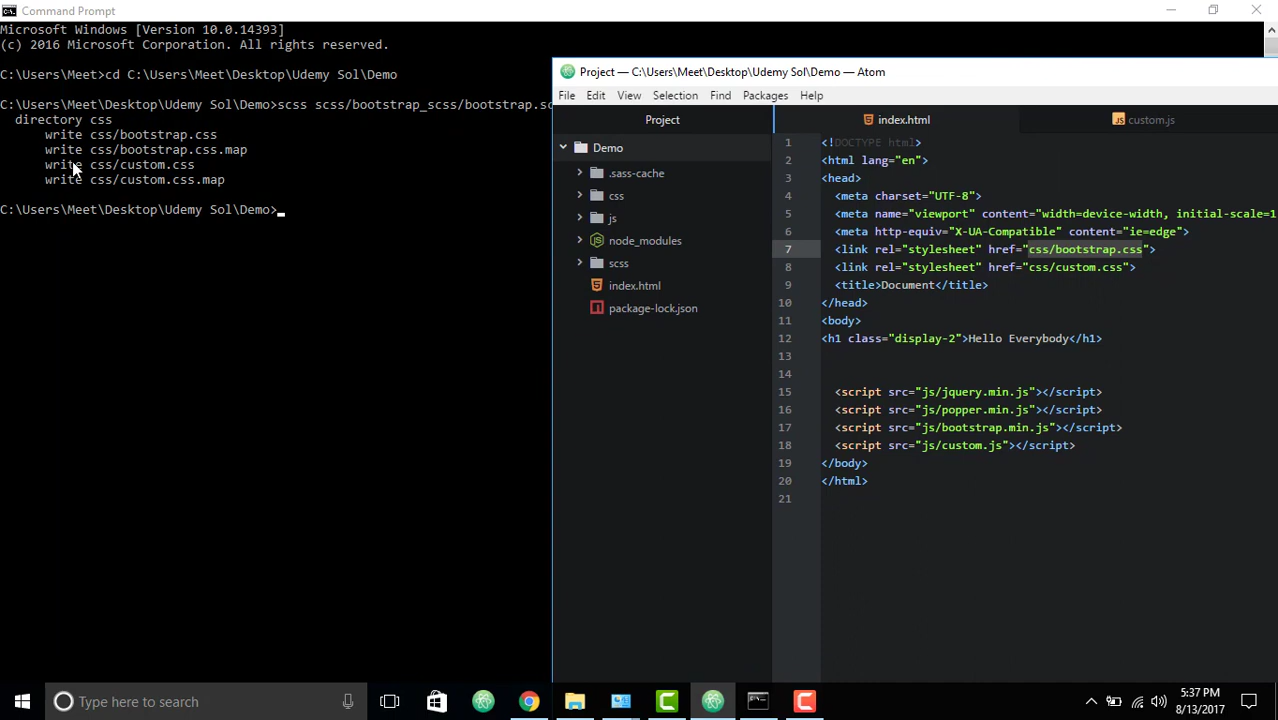 Command Prompt
Microsoft Windows [Version 10.0.14393]
(c) 2016 Microsoft Corporation. All rights reserved.
C:\Users\Meet>cd C:\Users\Meet\Desktop\Udemy Sol\Demo
C:\Users\Meet\Desktop\Udemy Sol\Demo>scss scss/bootstrap_scss/bootstrap.sc
directory css
write css/bootstrap.css
write css/bootstrap.css.map
write css/custom.css
write css/custom.css.map
C:\Users\Meet\Desktop\Udemy Sol\Demo>
Project — C:\Users\Meet\Desktop\Udemy Sol\Demo — Atom
File Edit View Selection Find Packages Help
Project
Demo
.sass-cache
css
js
node_modules
scss
index.html
package-lock.json
index.html custom.js
1 <!DOCTYPE html>
2 <html lang="en">
3 <head>
4 <meta charset="UTF-8">
5 <meta name="viewport" content="width=device-width, initial-scale=1
6 <meta http-equiv="X-UA-Compatible" content="ie=edge">
7 <link rel="stylesheet" href="css/bootstrap.css">
8 <link rel="stylesheet" href="css/custom.css">
9 <title>Document</title>
10 </head>
11 <body>
12 <h1 class="display-2">Hello Everybody</h1>
13
14
15 <script src="js/jquery.min.js"></script>
16 <script src="js/popper.min.js"></script>
17 <script src="js/bootstrap.min.js"></script>
18 <script src="js/custom.js"></script>
19 </body>
20 </html>
21
Type here to search
5:37 PM
8/13/2017